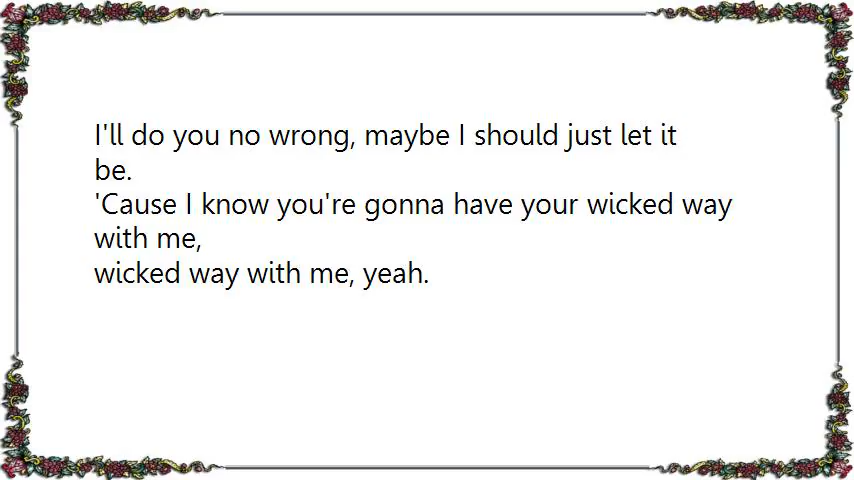 I'll do you no wrong, maybe I should just let it
be.
'Cause I know you're gonna have your wicked way
with me,
wicked way with me, yeah.